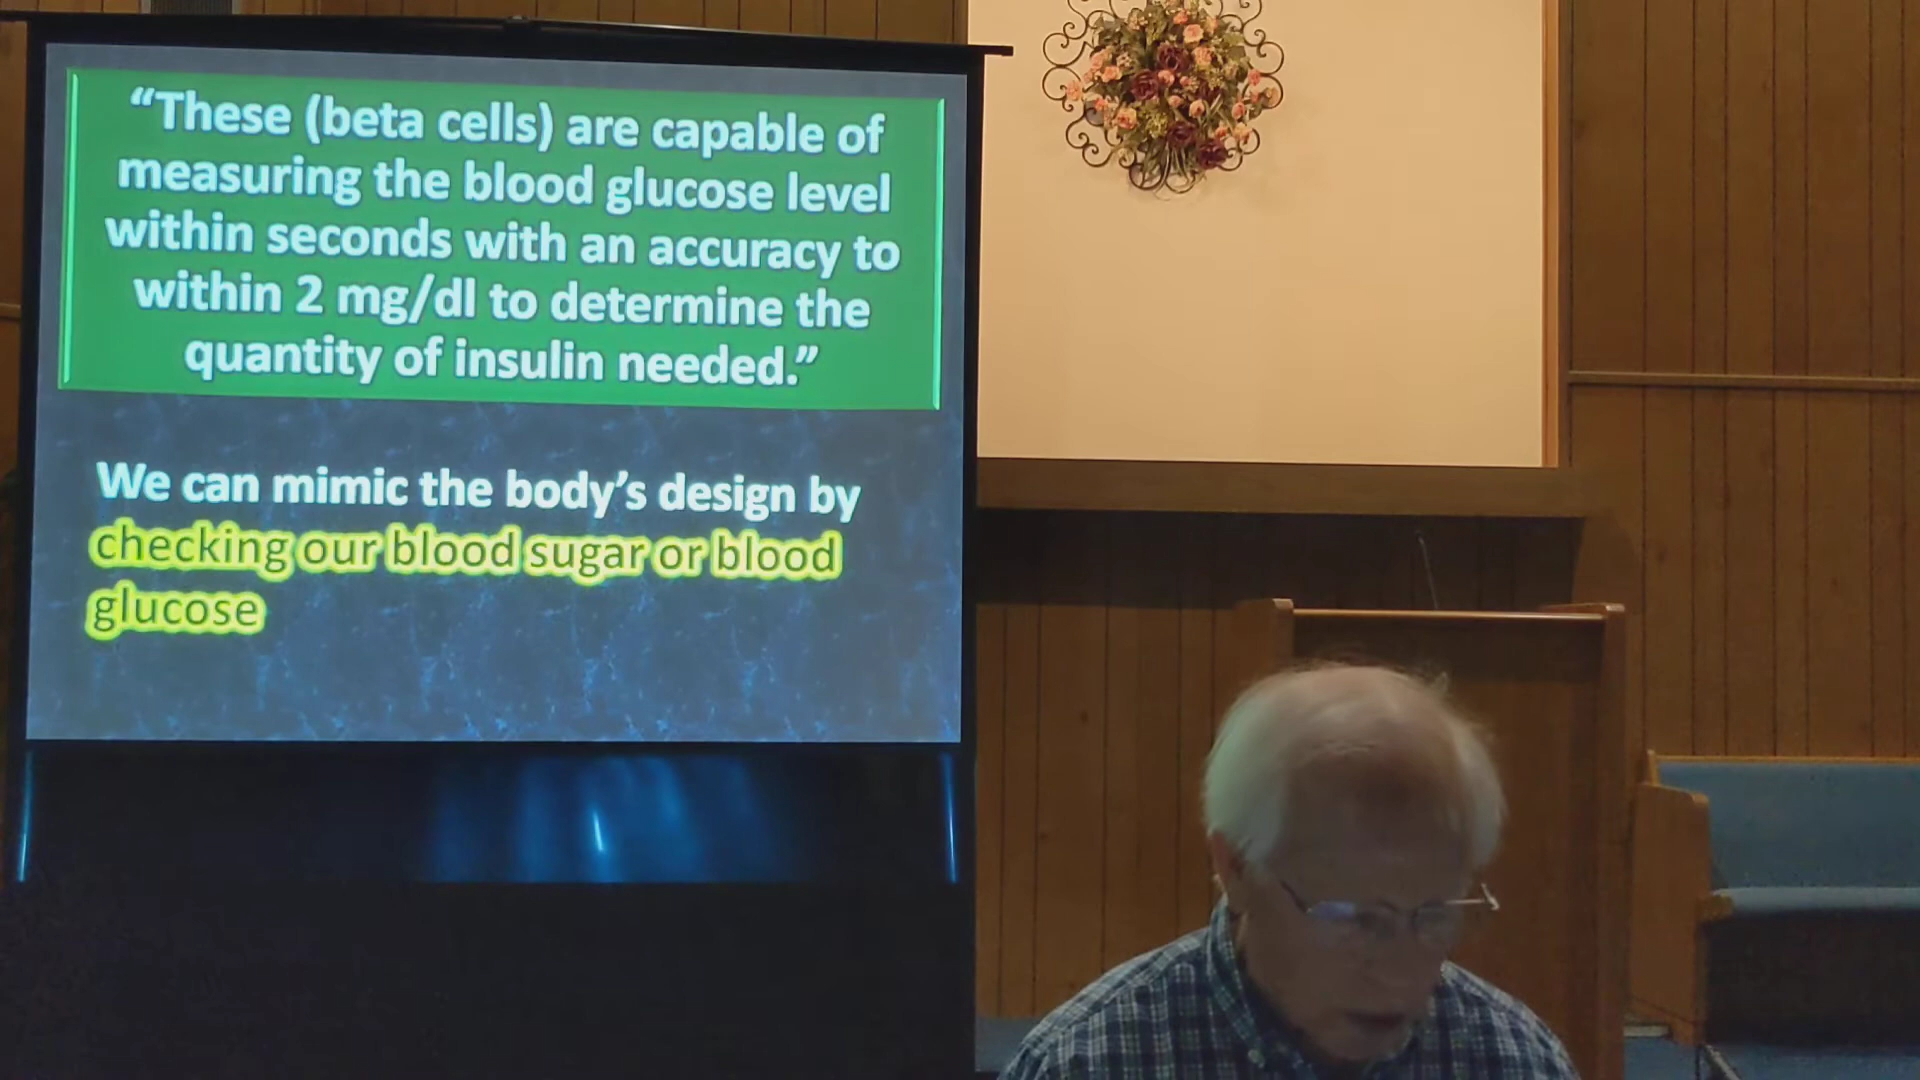 “These (beta cells) are capable of
measuring the blood glucose level
within seconds with an accuracy to
within 2 mg/dl to determine the
quantity of insulin needed.”
We can mimic the body’s design by
checking our blood sugar or blood
glucose